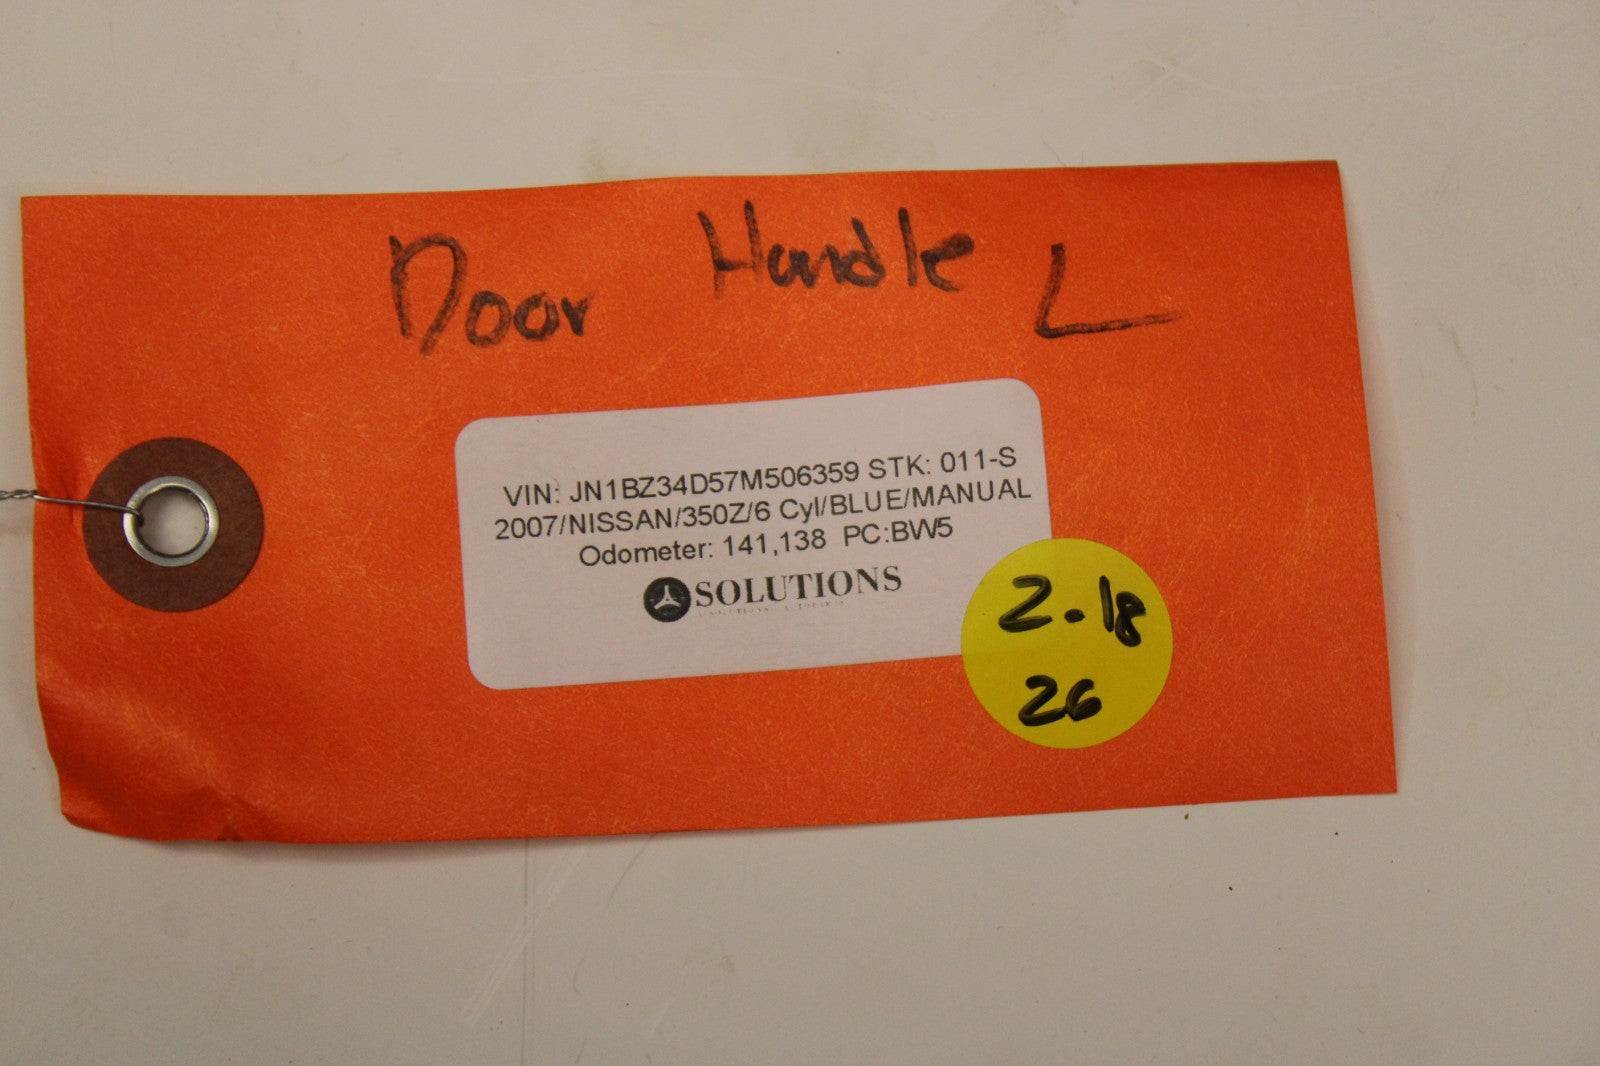 Door Handle L
VIN: JN1BZ34D57M506359 STK: 011-S
2007/NISSAN/350Z/6 Cyl/BLUE/MANUAL
Odometer: 141,138 PC:BW5
SOLUTIONS
2-18
26